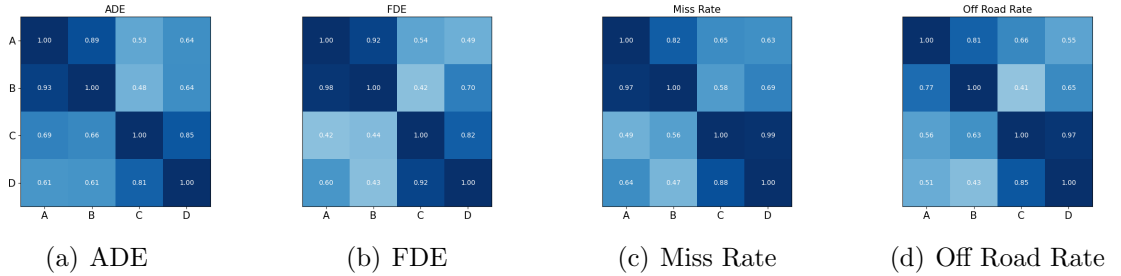 ADE
A 1.00 0.89 0.53 0.64
B 0.93 1.00 0.48 0.64
C 0.69 0.66 1.00 0.85
D 0.61 0.61 0.81 1.00
A B C D
(a) ADE
FDE
1.00 0.92 0.54 0.49
0.98 1.00 0.42 0.70
0.42 0.44 1.00 0.82
0.60 0.43 0.92 1.00
A B C D
(b) FDE
Miss Rate
1.00 0.82 0.65 0.63
0.97 1.00 0.58 0.69
0.49 0.56 1.00 0.99
0.64 0.47 0.88 1.00
A B C D
(c) Miss Rate
Off Road Rate
1.00 0.81 0.66 0.55
0.77 1.00 0.41 0.65
0.56 0.63 1.00 0.97
0.51 0.43 0.85 1.00
A B C D
(d) Off Road Rate